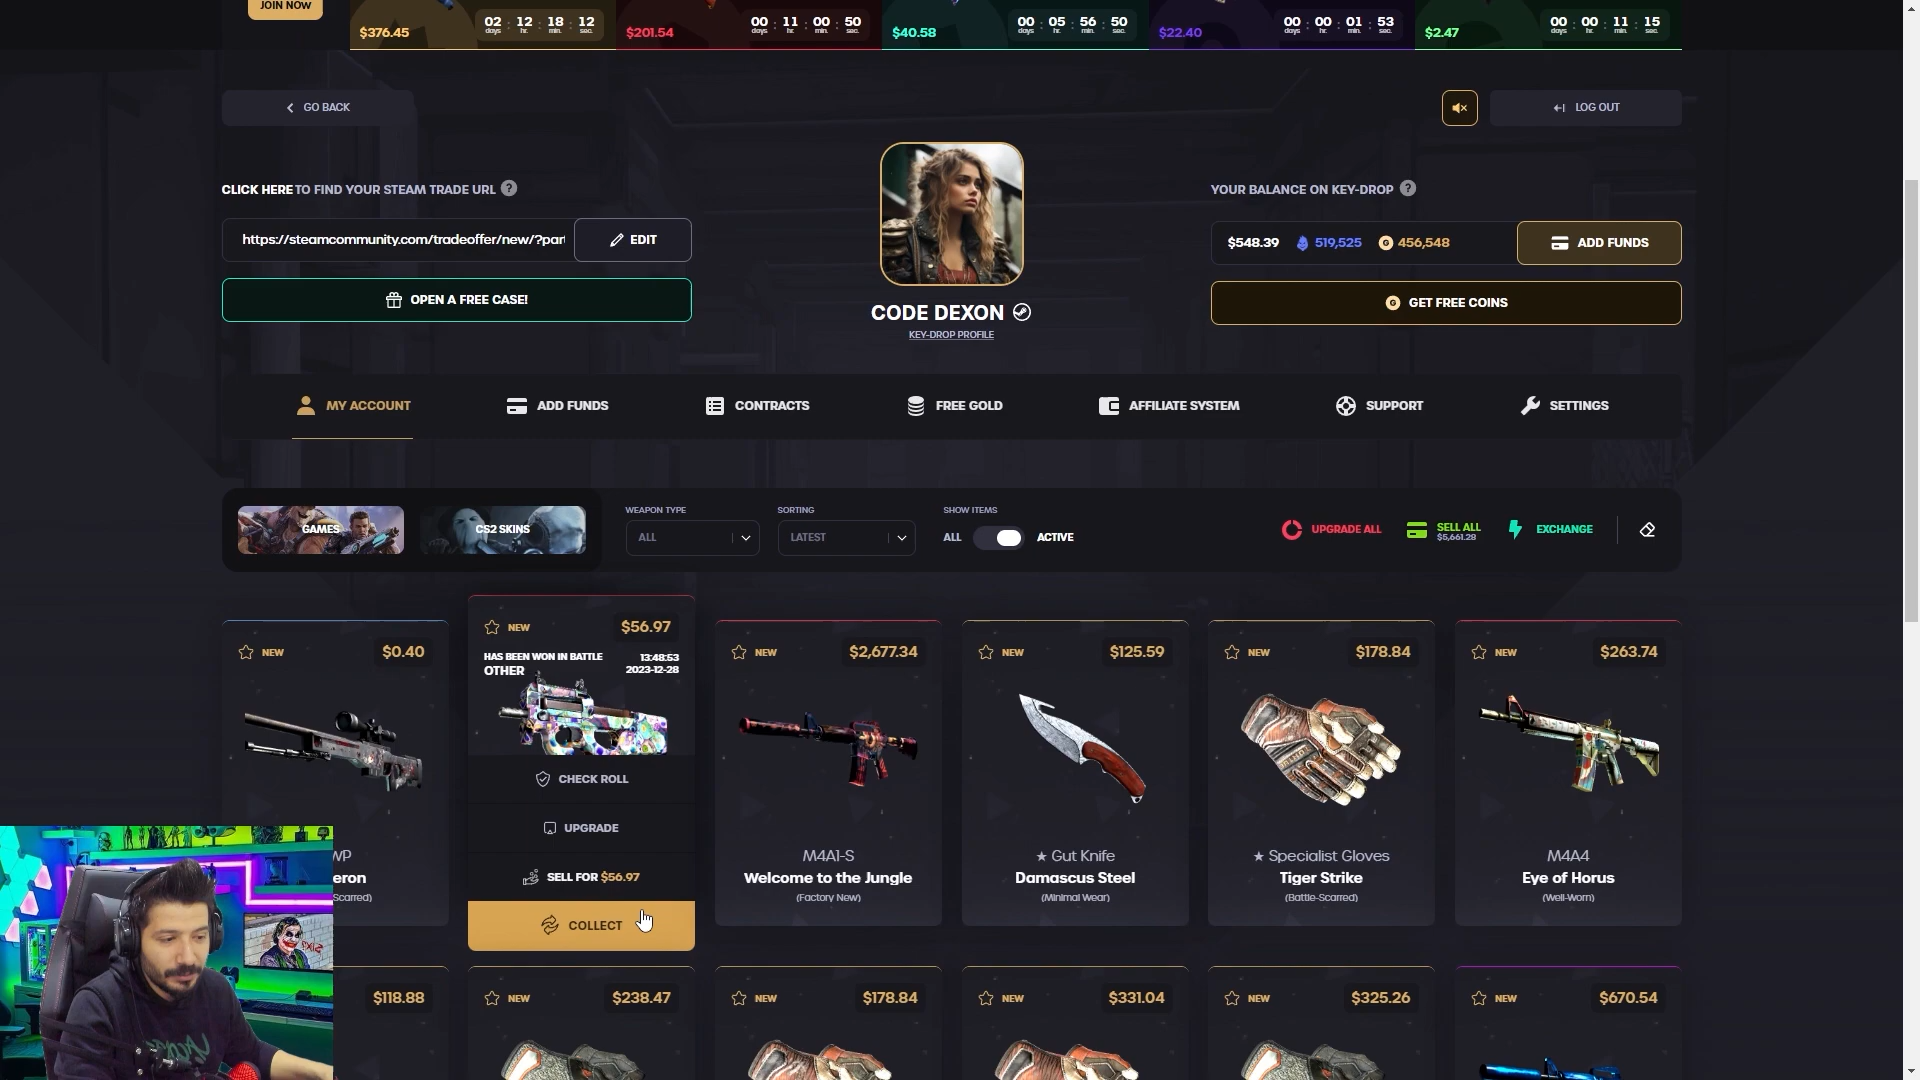 JOIN NOW
$376.45
02 : 12 : 18 : 12
days hr. min. sec.
$201.54
00 : 11 : 00 : 50
days hr. min. sec.
$40.58
00 : 05 : 56 : 50
days hr. min. sec.
$22.40
00 : 00 : 01 : 53
days hr. min. sec.
$2.47
00 : 00 : 11 : 15
days hr. min. sec.
GO BACK
LOG OUT
CLICK HERE TO FIND YOUR STEAM TRADE URL ?
YOUR BALANCE ON KEY-DROP ?
https://steamcommunity.com/tradeoffer/new/?par
EDIT
$548.39 519,525 G 456,548
ADD FUNDS
OPEN A FREE CASE!
G GET FREE COINS
CODE DEXON
KEY-DROP PROFILE
MY ACCOUNT
ADD FUNDS
CONTRACTS
FREE GOLD
AFFILIATE SYSTEM
SUPPORT
SETTINGS
GAMES
CS2 SKINS
WEAPON TYPE
ALL
SORTING
LATEST
SHOW ITEMS
ALL
ACTIVE
UPGRADE ALL
SELL ALL
$5,661.28
EXCHANGE
NEW
$0.40
NEW
$56.97
HAS BEEN WON IN BATTLE
OTHER
13:48:53
2023-12-28
CHECK ROLL
UPGRADE
SELL FOR $56.97
COLLECT
NEW
$2,677.34
M4A1-S
Welcome to the Jungle
(Factory New)
NEW
$125.59
★ Gut Knife
Damascus Steel
(Minimal Wear)
NEW
$178.84
★ Specialist Gloves
Tiger Strike
(Battle-Scarred)
NEW
$263.74
M4A4
Eye of Horus
(Well-Worn)
WP
eron
Scarred)
$118.88
NEW
$238.47
NEW
$178.84
NEW
$331.04
NEW
$325.26
NEW
$670.54